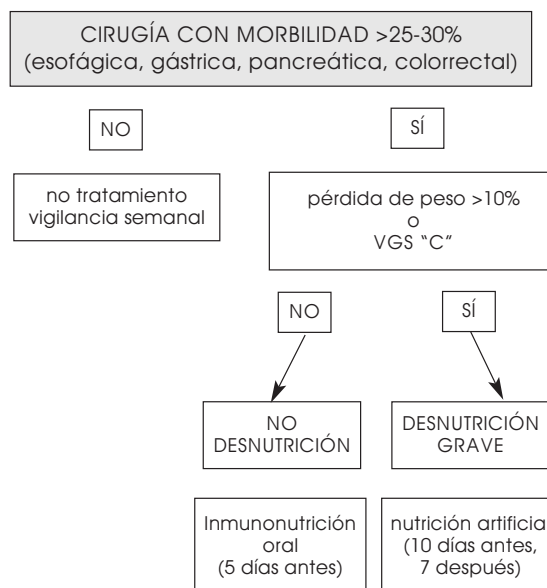 CIRUGÍA CON MORBILIDAD >25-30%
(esofágica, gástrica, pancreática, colorrectal)
NO
SÍ
no tratamiento
vigilancia semanal
pérdida de peso >10%
o
VGS "C"
NO
SÍ
NO
DESNUTRICIÓN
DESNUTRICIÓN
GRAVE
Inmunonutrición
oral
(5 días antes)
nutrición artificia
(10 días antes,
7 después)